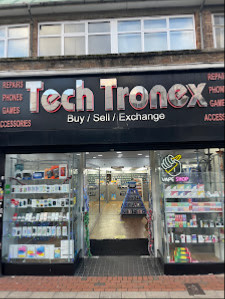 REPAIRS
PHONES
GAMES
ACCESSORIES
Tech Tronex
Buy / Sell / Exchange
REPAIRS
PHONES
GAMES
ACCESS
VAPE
SHOP